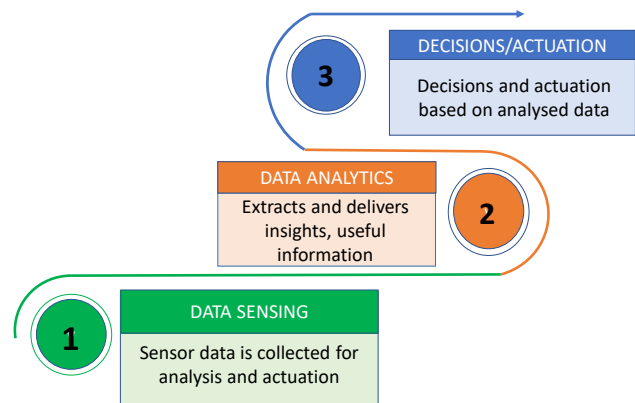 3
DECISIONS/ACTUATION
Decisions and actuation
based on analysed data
DATA ANALYTICS
Extracts and delivers
insights, useful
information
2
1
DATA SENSING
Sensor data is collected for
analysis and actuation